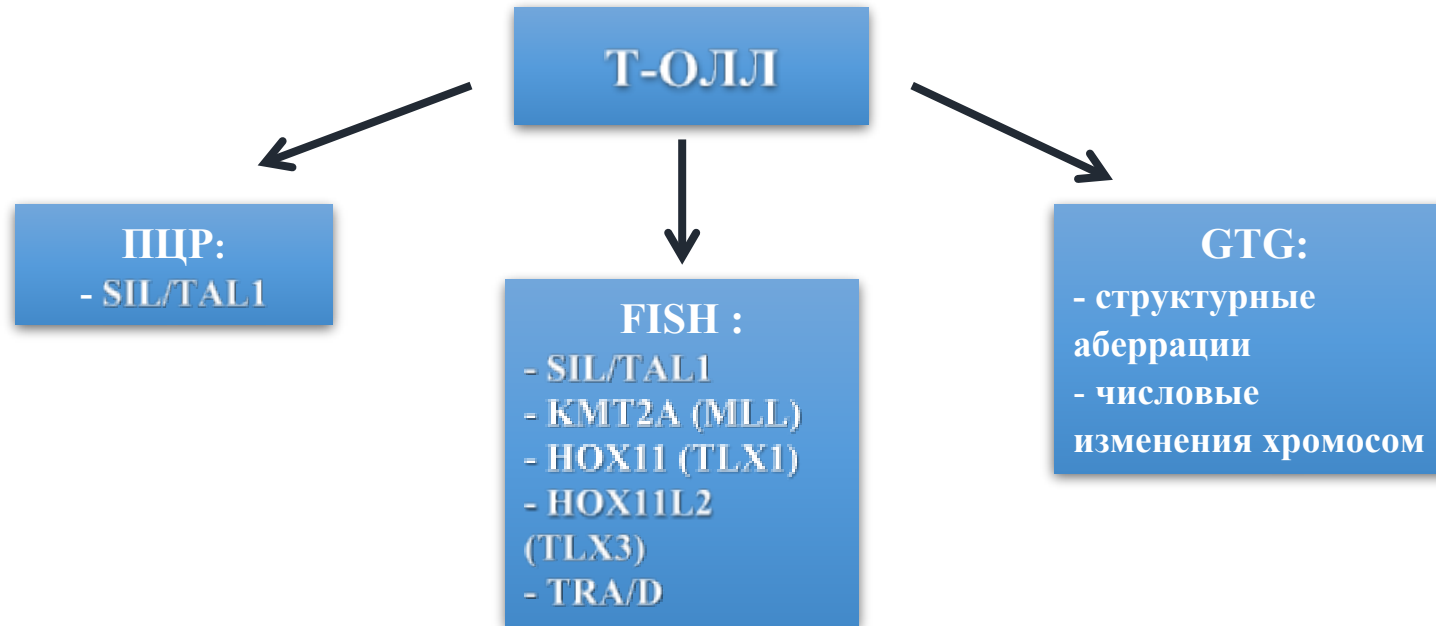 Т-ОЛЛ
ПЦР:
- SIL/TAL1
FISH :
- SIL/TAL1
- KMT2A (MLL)
- HOX11 (TLX1)
- HOX11L2
(TLX3)
- TRA/D
GTG:
- структурные
аберрации
- числовые
изменения хромосом